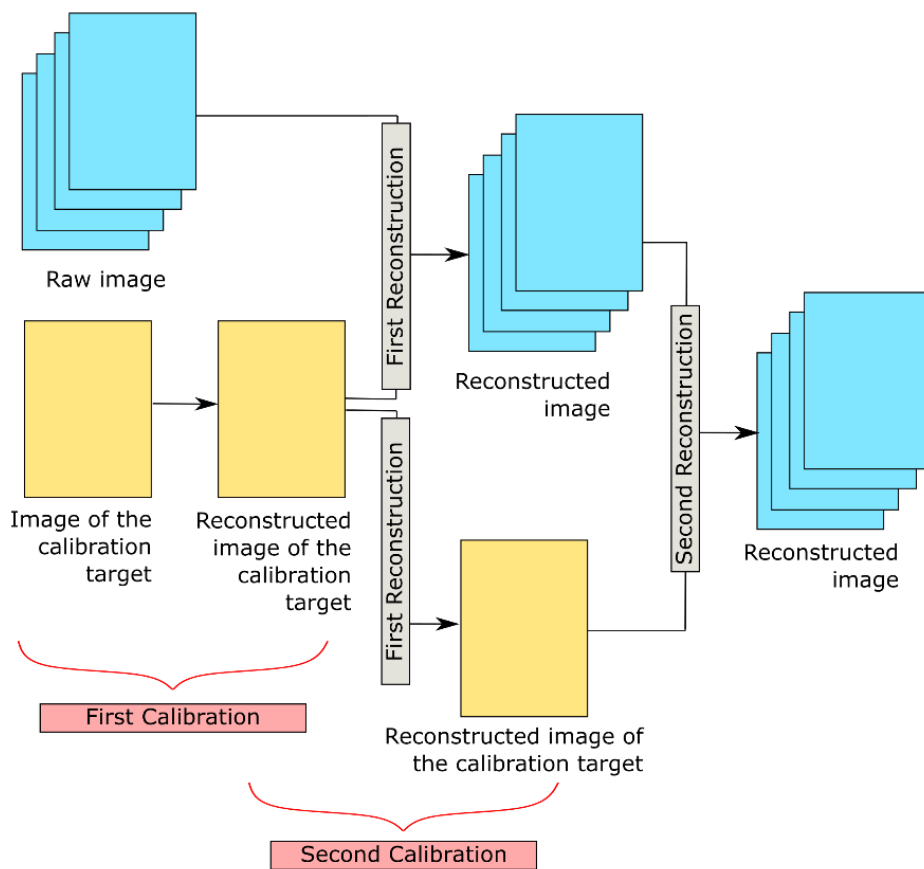 Raw image
First Reconstruction
Reconstructed
image
Image of the
calibration
target
Reconstructed
image of the
calibration
target
First Reconstruction
Second Reconstruction
Reconstructed
image
First Calibration
Reconstructed image of
the calibration target
Second Calibration